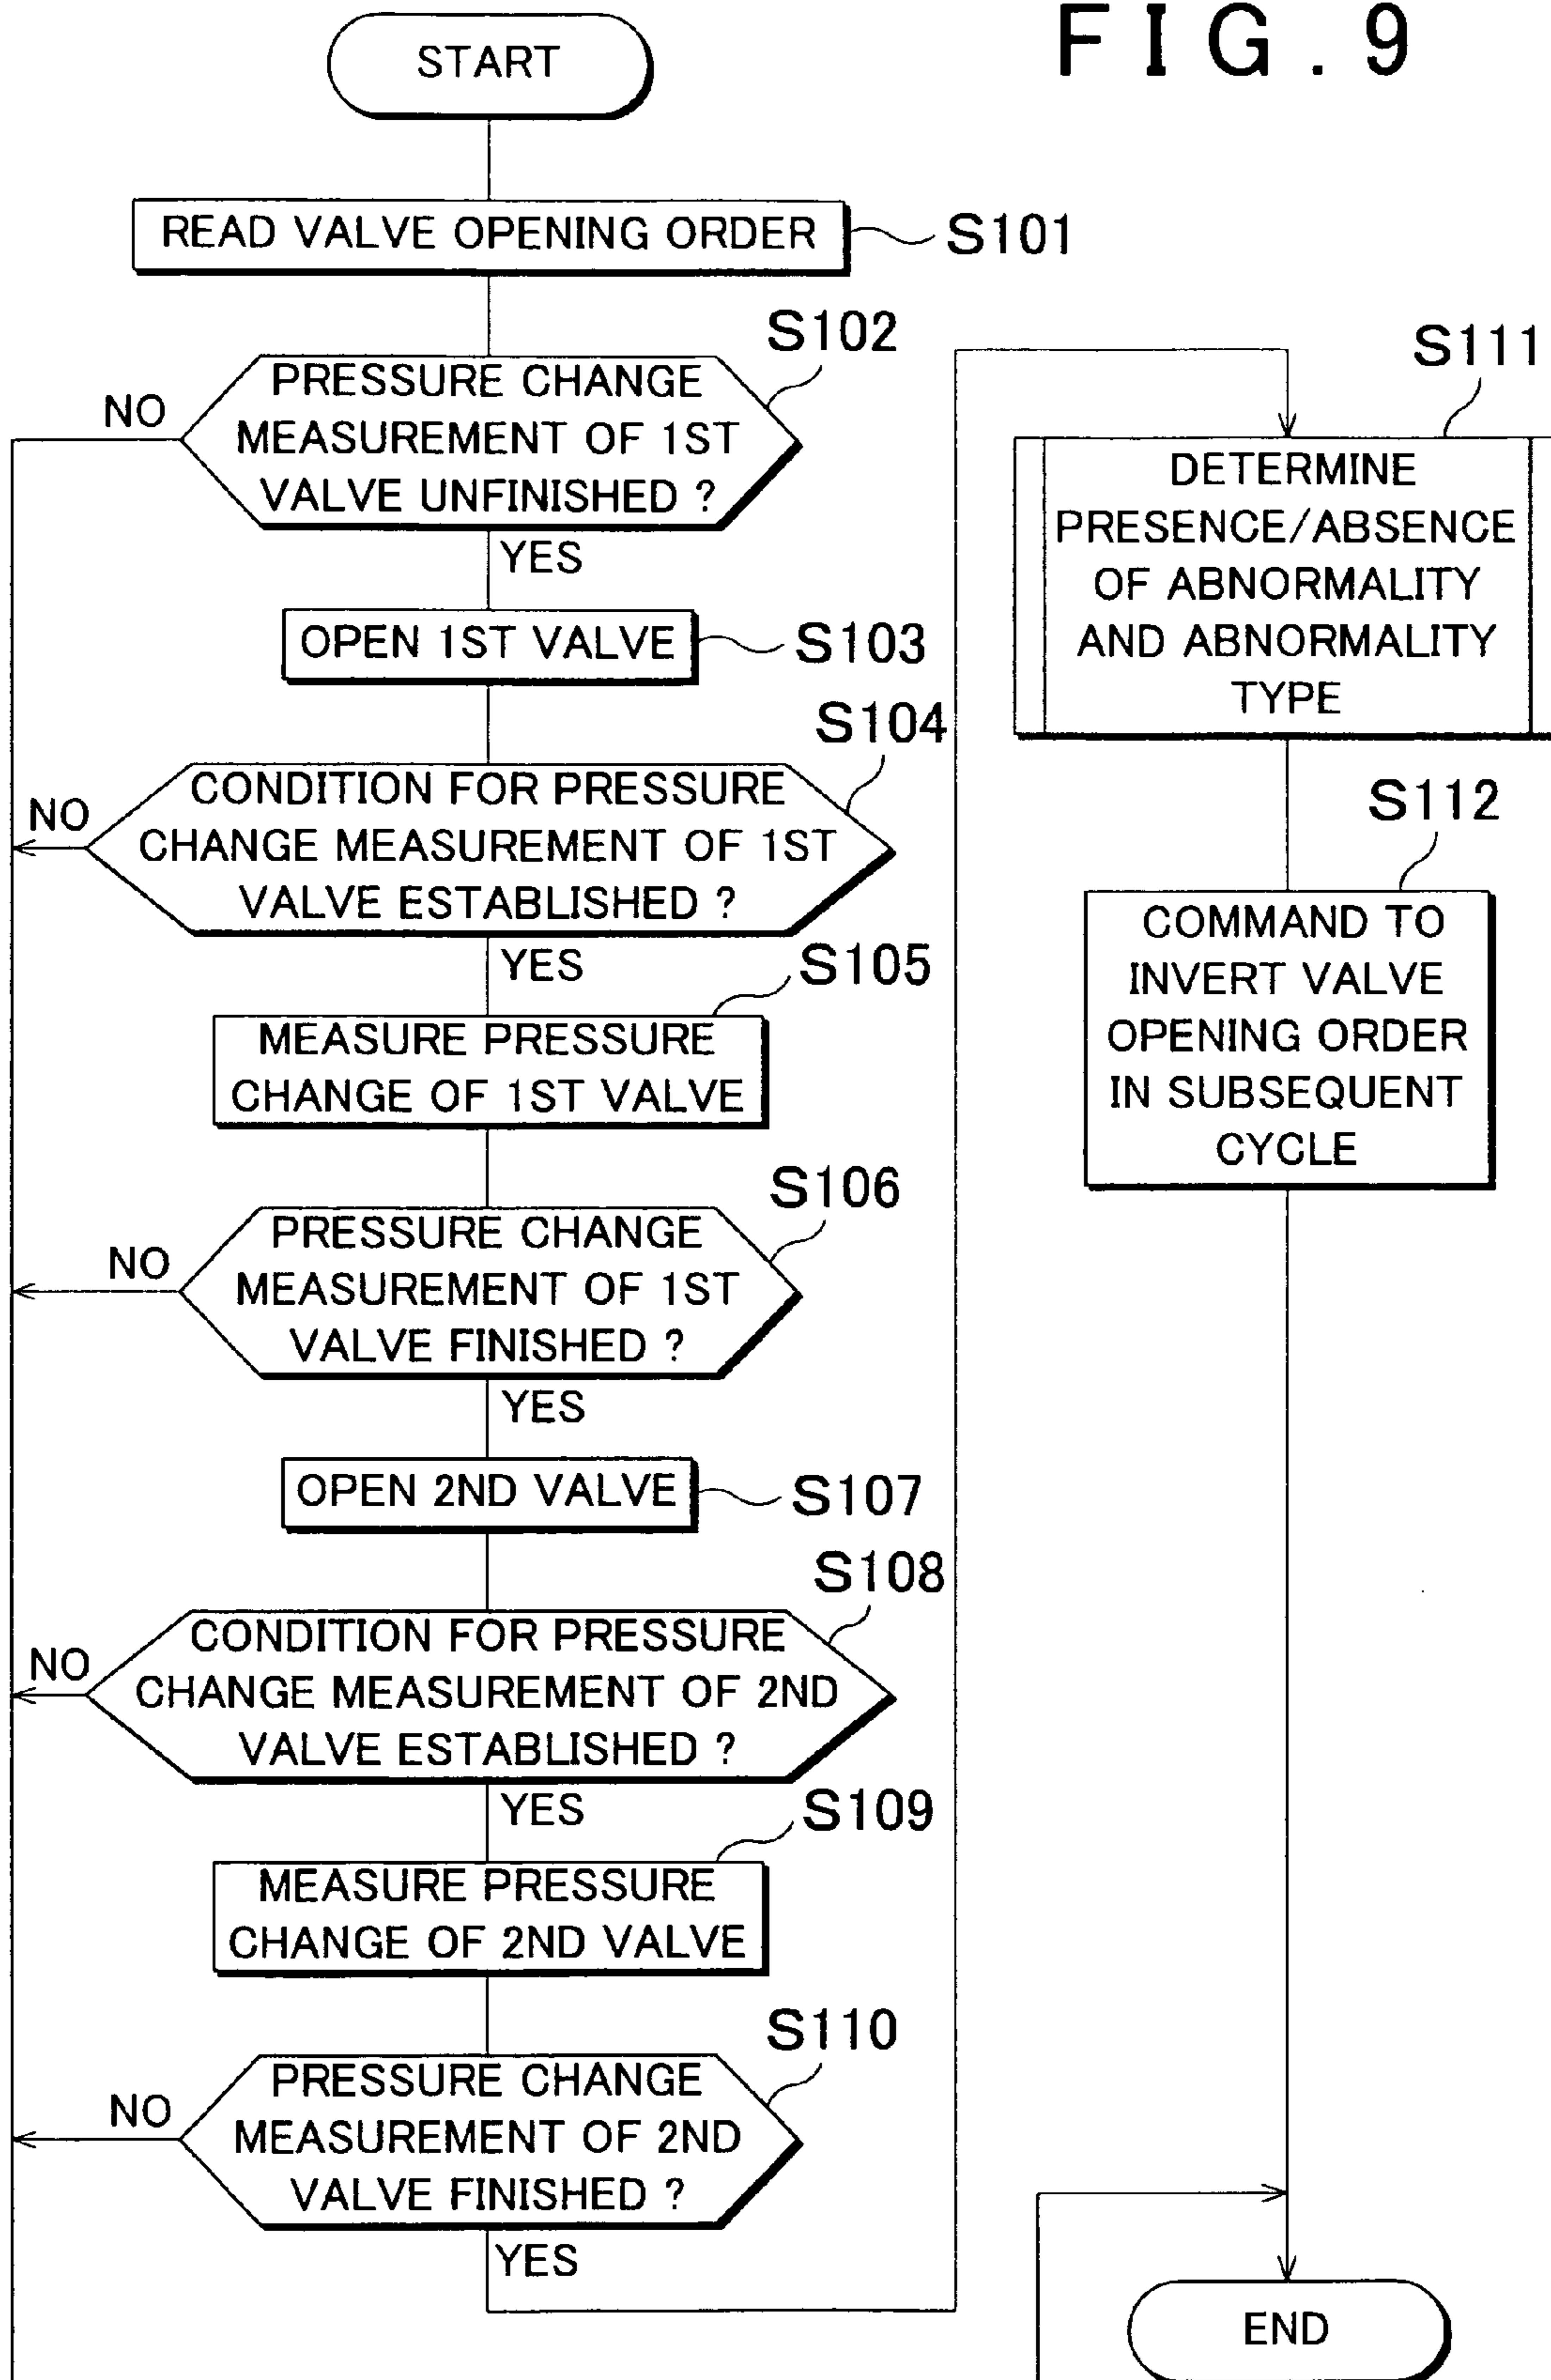 FIG.9
START
READ VALVE OPENING ORDER
S101
S102
PRESSURE CHANGE
MEASUREMENT OF 1ST
VALVE UNFINISHED ?
NO
YES
OPEN 1ST VALVE
S103
S104
CONDITION FOR PRESSURE
CHANGE MEASUREMENT OF 1ST
VALVE ESTABLISHED ?
NO
YES
S105
MEASURE PRESSURE
CHANGE OF 1ST VALVE
S106
PRESSURE CHANGE
MEASUREMENT OF 1ST
VALVE FINISHED ?
NO
YES
OPEN 2ND VALVE
S107
S108
CONDITION FOR PRESSURE
CHANGE MEASUREMENT OF 2ND
VALVE ESTABLISHED ?
NO
YES
S109
MEASURE PRESSURE
CHANGE OF 2ND VALVE
S110
PRESSURE CHANGE
MEASUREMENT OF 2ND
VALVE FINISHED ?
NO
YES
S111
DETERMINE
PRESENCE/ABSENCE
OF ABNORMALITY
AND ABNORMALITY
TYPE
S112
COMMAND TO
INVERT VALVE
OPENING ORDER
IN SUBSEQUENT
CYCLE
END